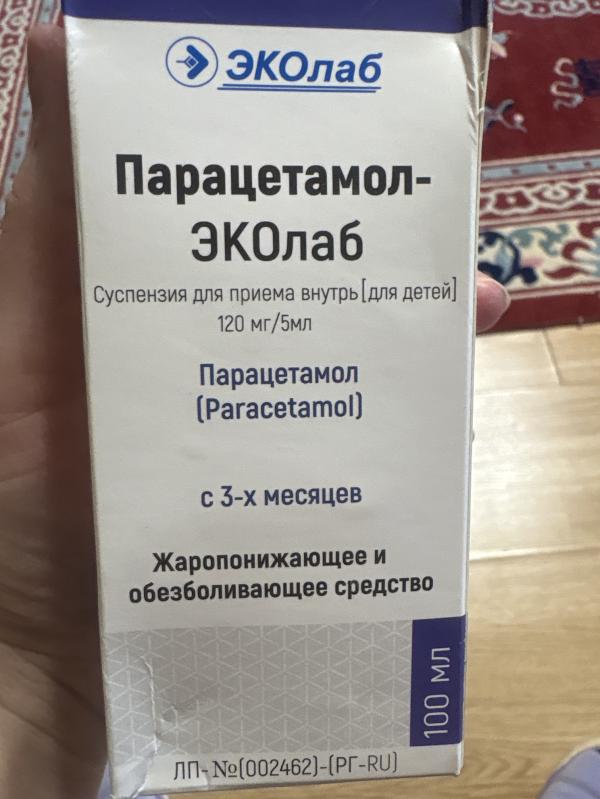 ЭКОлаб
Парацетамол-
ЭКОлаб
Суспензия для приема внутрь [для детей]
120 мг/5мл
Парацетамол
(Paracetamol)
с 3-х месяцев
Жаропонижающее и
обезболивающее средство
100 мл
ЛП-№(002462)-(РГ-RU)